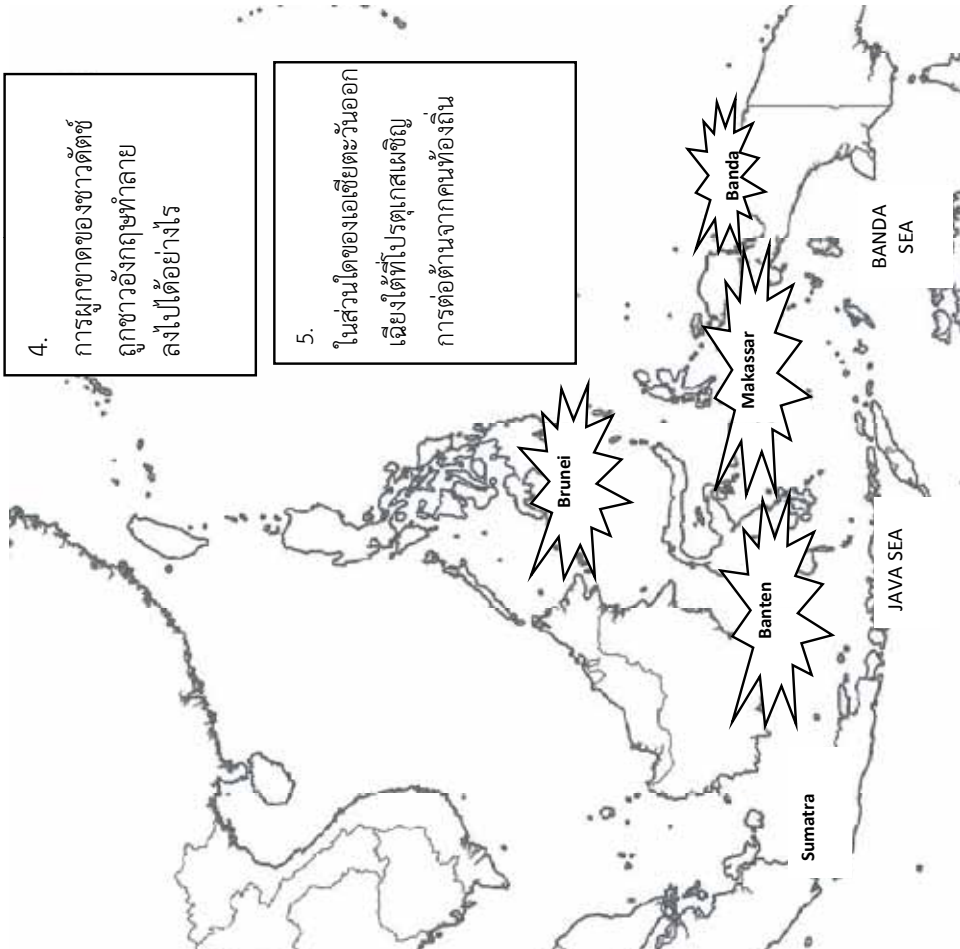 4.
การผูกขาดของชาวดัตช์
ถูกชาวอังกฤษทำลาย
ลงไปได้อย่างไร
5.
ในส่วนใดของเอเชียตะวันออก
เฉียงใต้ที่โปรตุเกสเผชิญ
การต่อต้านจากคนท้องถิ่น
Brunei
Banda
Makassar
Banten
Sumatra
JAVA SEA
BANDA
SEA